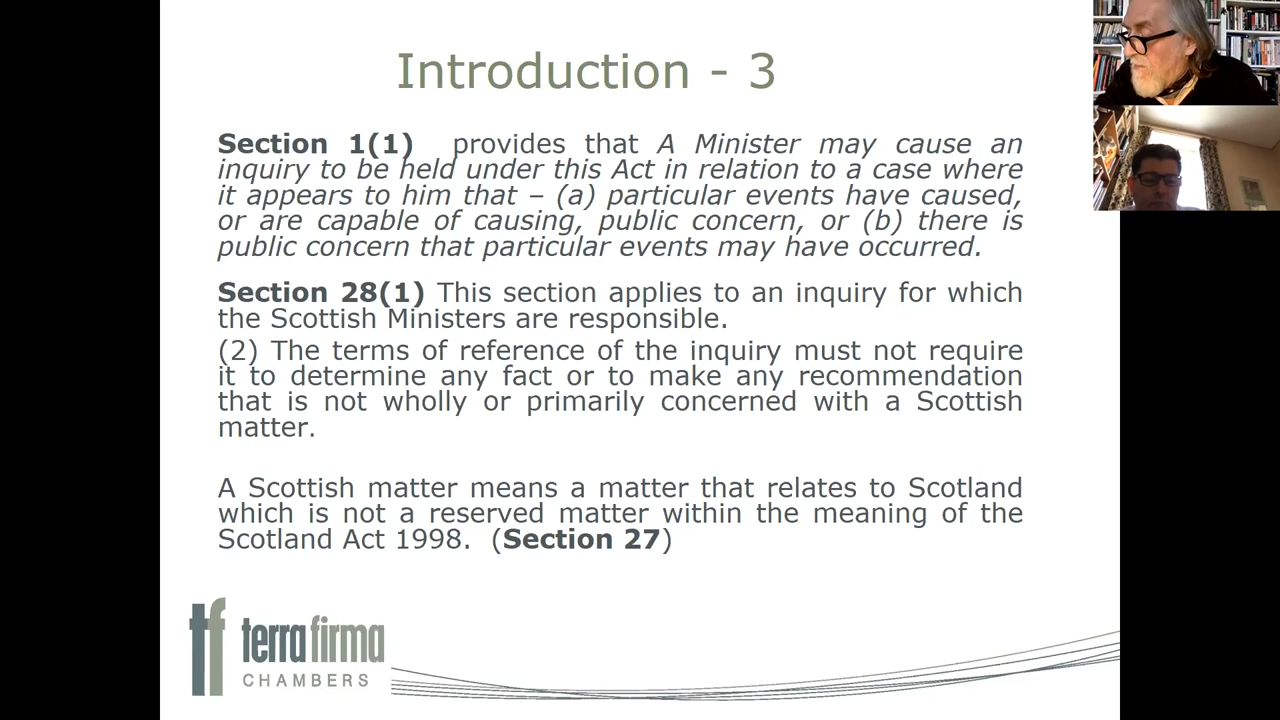 Introduction - 3
Section 1(1) provides that A Minister may cause an
inquiry to be held under this Act in relation to a case where
it appears to him that – (a) particular events have caused,
or are capable of causing, public concern, or (b) there is
public concern that particular events may have occurred.
Section 28(1) This section applies to an inquiry for which
the Scottish Ministers are responsible.
(2) The terms of reference of the inquiry must not require
it to determine any fact or to make any recommendation
that is not wholly or primarily concerned with a Scottish
matter.
A Scottish matter means a matter that relates to Scotland
which is not a reserved matter within the meaning of the
Scotland Act 1998. (Section 27)
tf terra firma
CHAMBERS